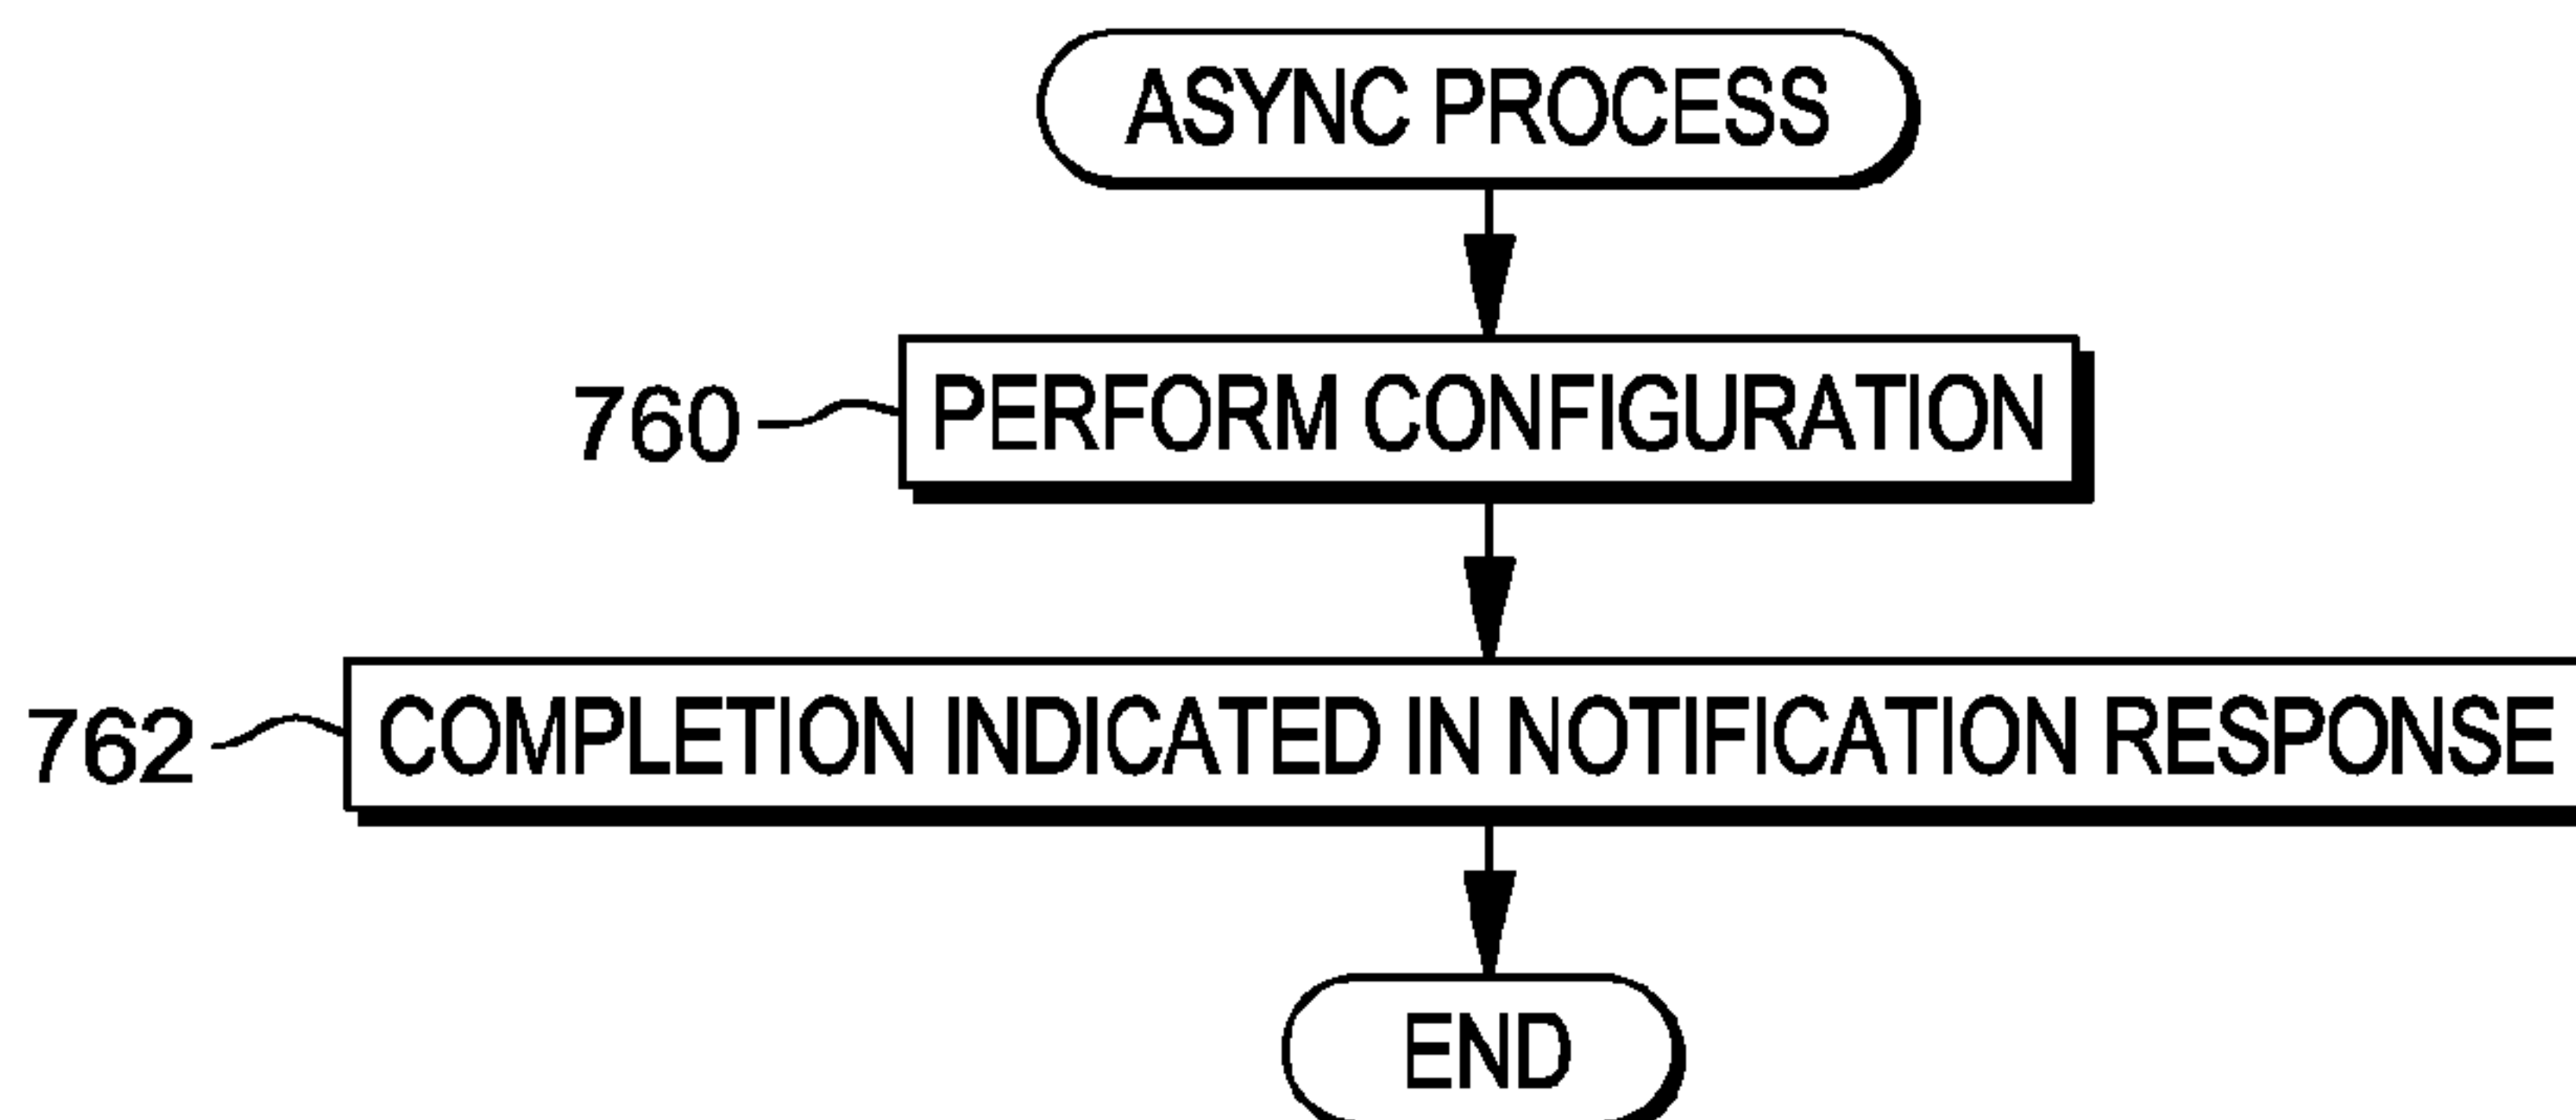 ASYNC PROCESS
760 PERFORM CONFIGURATION
762 COMPLETION INDICATED IN NOTIFICATION RESPONSE
END